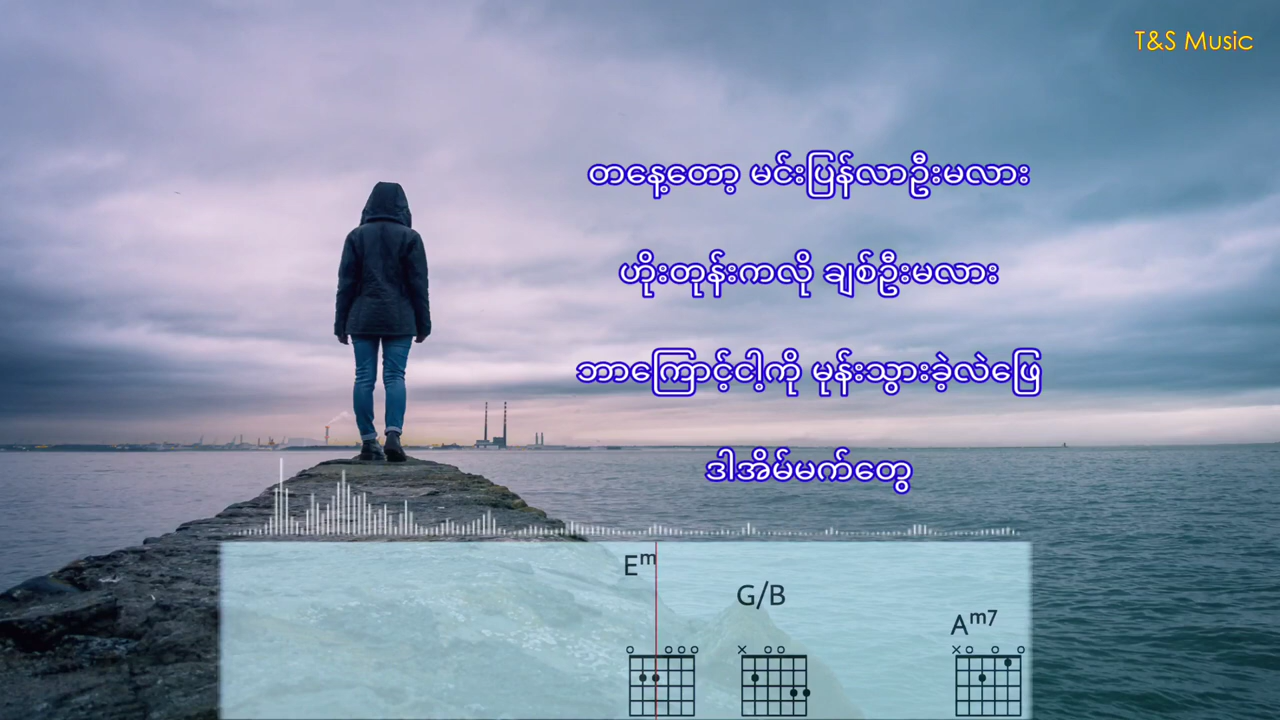 T&S Music
တနေ့တော့ မင်းပြန်လာဦးမလား
ဟိုးတုန်းကလို ချစ်ဦးမလား
ဘာကြောင့်ငါ့ကို မုန်းသွားခဲ့လဲဖြေ
ဒါအိမ်မက်တွေ
Em
G/B
Am7